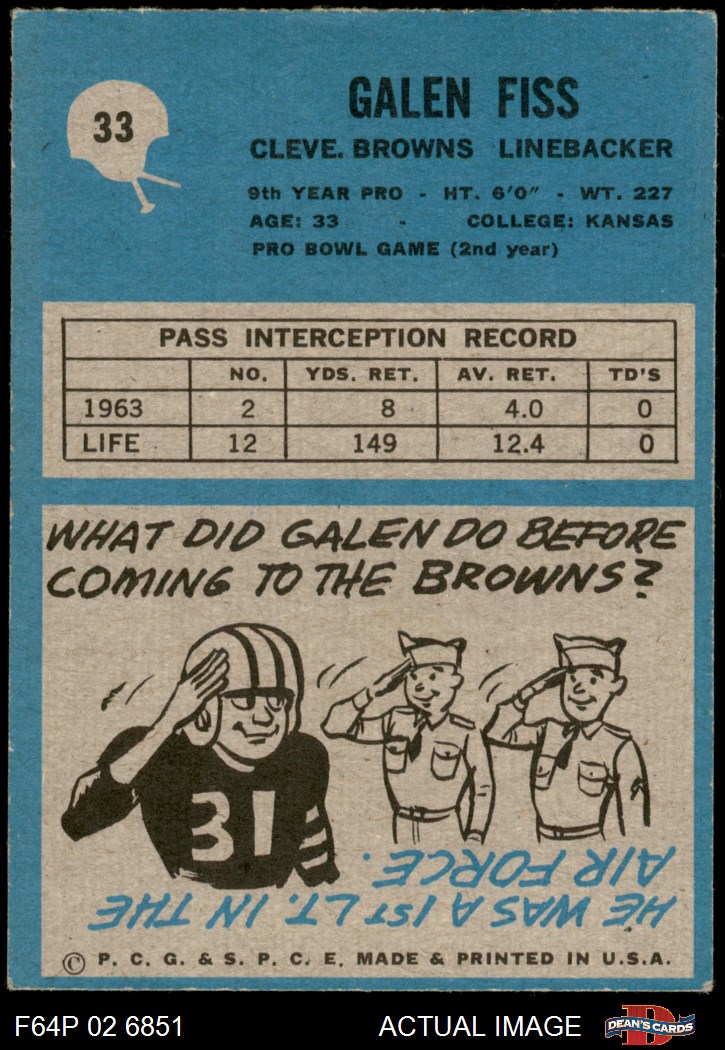 33
GALEN FISS
CLEVE. BROWNS LINEBACKER
9th YEAR PRO - HT. 6'0" - WT. 227
AGE: 33 - COLLEGE: KANSAS
PRO BOWL GAME (2nd year)
PASS INTERCEPTION RECORD
NO. YDS. RET. AV. RET. TD'S
1963 2 8 4.0 0
LIFE 12 149 12.4 0
WHAT DID GALEN DO BEFORE
COMING TO THE BROWNS?
31
HE WAS A 1ST LT. IN THE
AIR FORCE.
© P. C. G. & S. P. C. E. MADE & PRINTED IN U.S.A.
F64P 02 6851 ACTUAL IMAGE
D
DEAN'S CARDS